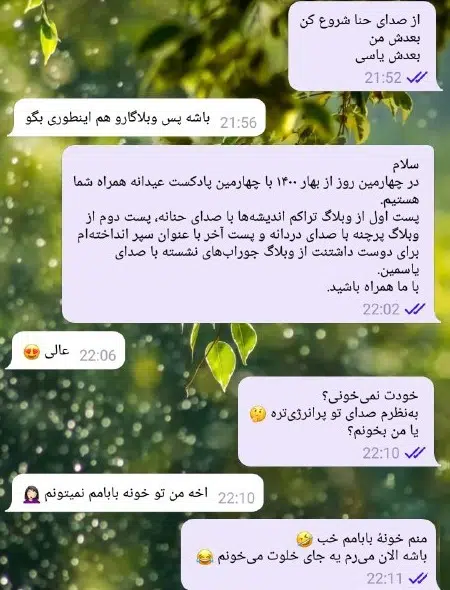 از صدای حنا شروع کن
بعدش من
بعدش یاسی
21:52
باشه پس وبلاگارو هم اینطوری بگو
21:56
سلام
در چهارمین روز از بهار ۱۴۰۰ با چهارمین پادکست عیدانه همراه شما
هستیم.
پست اول از وبلاگ تراکم اندیشه‌ها با صدای حنانه، پست دوم از
وبلاگ پرچنه با صدای دردانه و پست آخر با عنوان سپر انداخته‌ام
برای دوست داشتنت از وبلاگ جوراب‌های نشسته با صدای
یاسمین.
با ما همراه باشید.
22:02
عالی 😍
22:06
خودت نمی‌خونی؟
به‌نظرم صدای تو پرانرژی‌تره 🤔
یا من بخونم؟
22:10
اخه من تو خونه بابامم نمیتونم 🤦🏻‍♀️
22:10
منم خونهٔ بابامم خب 🤣
باشه الان می‌رم یه جای خلوت می‌خونم 😂
22:11